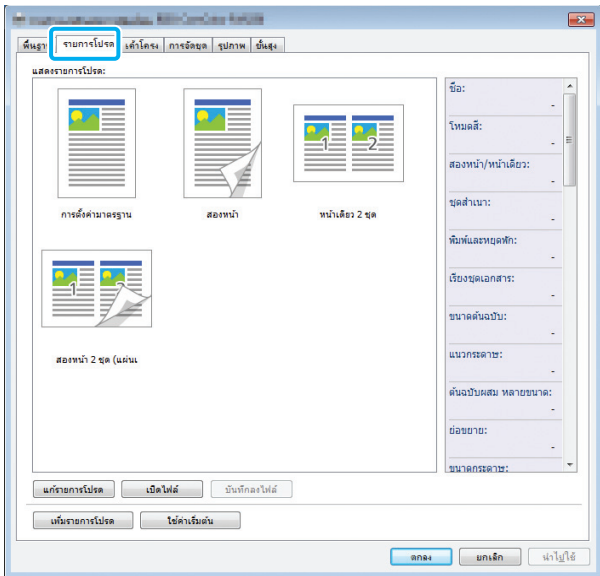 พื้นฐาน รายการโปรด เค้าโครง การจัดชุด รูปภาพ ขั้นสูง
แสดงรายการโปรด:
1 2
การตั้งค่ามาตรฐาน สองหน้า หน้าเดียว 2 ชุด
1 2
สองหน้า 2 ชุด (แผ่นเ
ชื่อ:
-
โหมดสี:
-
สองหน้า/หน้าเดียว:
-
ชุดสำเนา:
-
พิมพ์และหยุดพัก:
-
เรียงชุดเอกสาร:
-
ขนาดต้นฉบับ:
-
แนวกระดาษ:
-
ต้นฉบับผสม หลายขนาด:
-
ย่อขยาย:
-
ขนาดกระดาษ:
แก้รายการโปรด เปิดไฟล์ บันทึกลงไฟล์
เพิ่มรายการโปรด ใช้ค่าเริ่มต้น
ตกลง ยกเลิก นำไปใช้